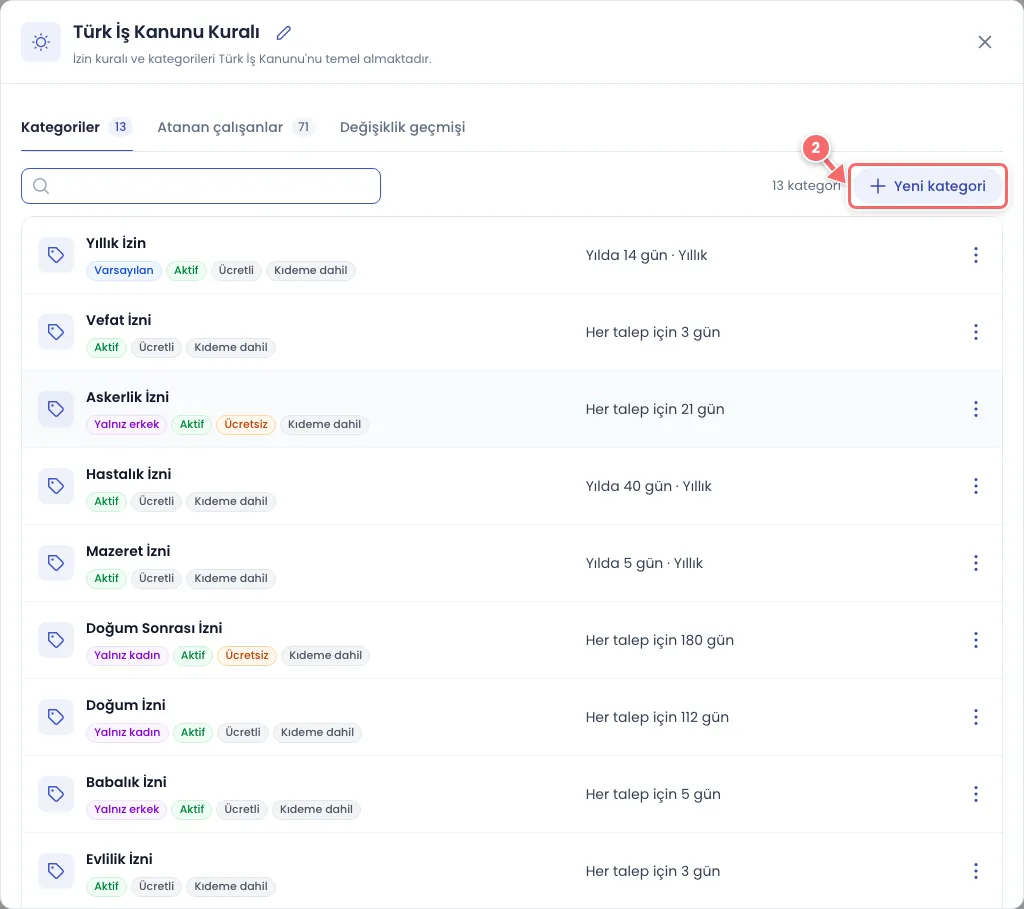 Türk İş Kanunu Kuralı
İzin kuralı ve kategorileri Türk İş Kanunu'nu temel almaktadır.
Kategoriler 13 Atanan çalışanlar 71 Değişiklik geçmişi
2
13 kategori Yeni kategori
Yıllık İzin
Varsayılan Aktif Ücretli Kıdeme dahil
Yılda 14 gün · Yıllık
Vefat İzni
Aktif Ücretli Kıdeme dahil
Her talep için 3 gün
Askerlik İzni
Yalnız erkek Aktif Ücretsiz Kıdeme dahil
Her talep için 21 gün
Hastalık İzni
Aktif Ücretli Kıdeme dahil
Yılda 40 gün · Yıllık
Mazeret İzni
Aktif Ücretli Kıdeme dahil
Yılda 5 gün · Yıllık
Doğum Sonrası İzni
Yalnız kadın Aktif Ücretsiz Kıdeme dahil
Her talep için 180 gün
Doğum İzni
Yalnız kadın Aktif Ücretli Kıdeme dahil
Her talep için 112 gün
Babalık İzni
Yalnız erkek Aktif Ücretli Kıdeme dahil
Her talep için 5 gün
Evlilik İzni
Aktif Ücretli Kıdeme dahil
Her talep için 3 gün